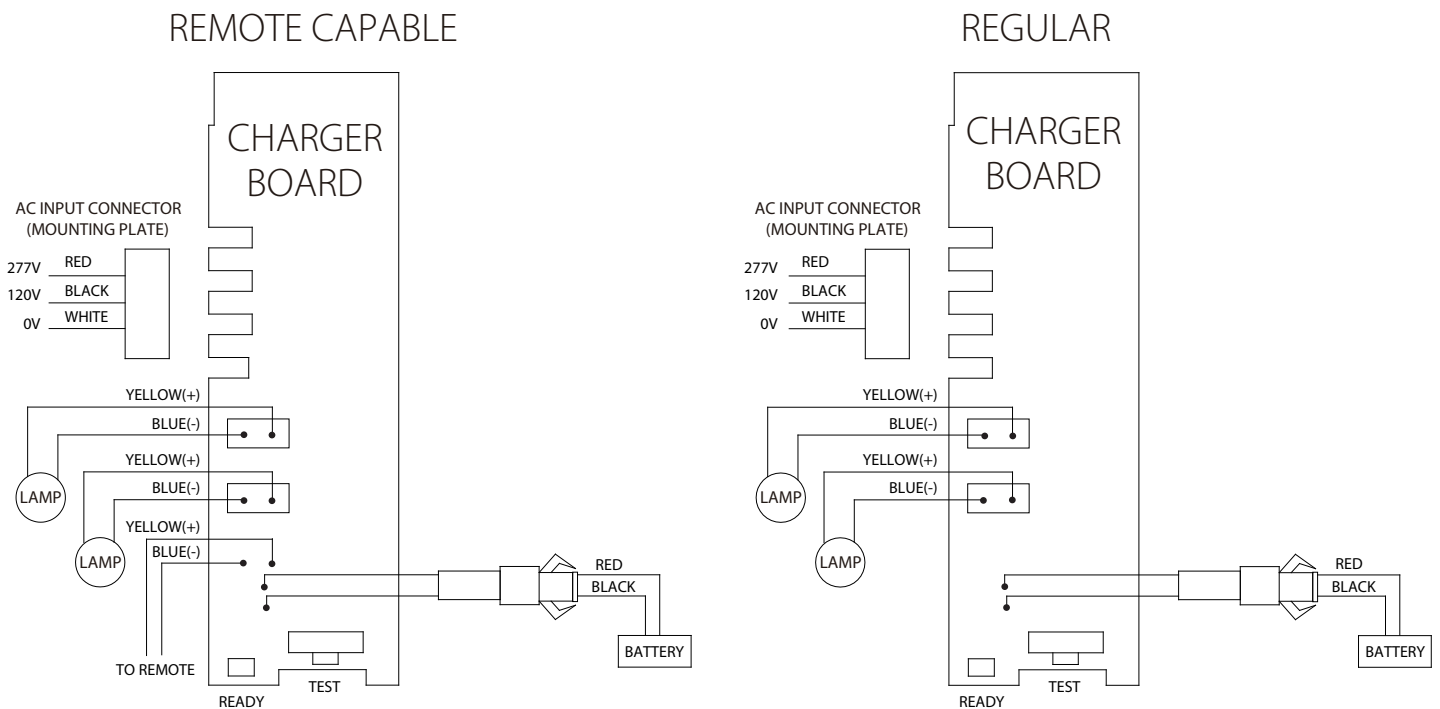 REMOTE CAPABLE
CHARGER
BOARD
AC INPUT CONNECTOR
(MOUNTING PLATE)
277V RED
120V BLACK
0V WHITE
YELLOW(+)
BLUE(-)
YELLOW(+)
BLUE(-)
LAMP
YELLOW(+)
BLUE(-)
LAMP
TO REMOTE
READY
TEST
RED
BLACK
BATTERY
REGULAR
CHARGER
BOARD
AC INPUT CONNECTOR
(MOUNTING PLATE)
277V RED
120V BLACK
0V WHITE
YELLOW(+)
BLUE(-)
YELLOW(+)
BLUE(-)
LAMP
LAMP
READY
TEST
RED
BLACK
BATTERY